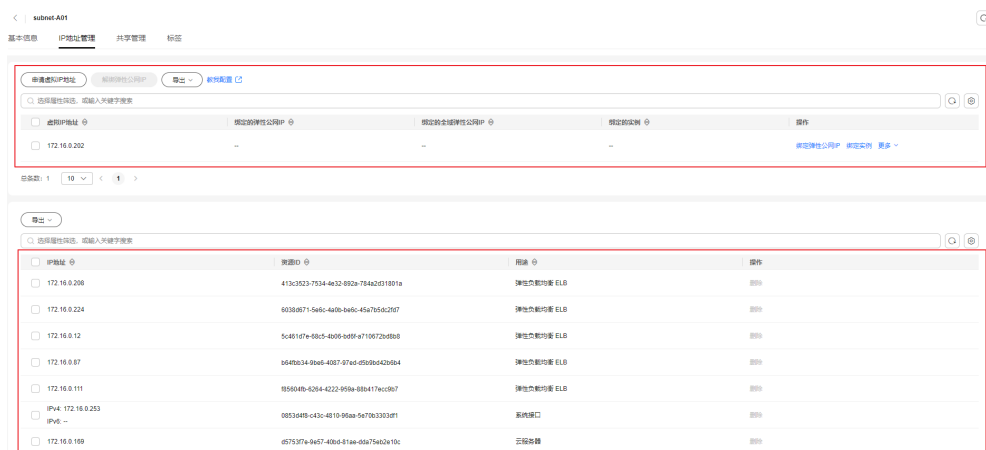 subnet-A01
基本信息 IP地址管理 共享管理 标签
申请虚拟IP地址 解绑弹性公网IP 导出 教我配置
选择属性筛选，或输入关键字搜索
虚拟IP地址 绑定的弹性公网IP 绑定的全域弹性公网IP 绑定的实例 操作
172.16.0.202 -- -- -- 绑定弹性公网IP 绑定实例 更多
总条数：1 10 1
导出
选择属性筛选，或输入关键字搜索
IP地址 资源ID 用途 操作
172.16.0.208 413c3523-7534-4e32-892a-784a2d31801a 弹性负载均衡 ELB 删除
172.16.0.224 6038d671-5e6c-4a0b-be6c-45a7b5dc2fd7 弹性负载均衡 ELB 删除
172.16.0.12 5c461d7e-68c5-4b06-bd6f-a710672bd8b8 弹性负载均衡 ELB 删除
172.16.0.87 b64fbb34-9be6-4087-97ed-d5b9bd42b6b4 弹性负载均衡 ELB 删除
172.16.0.111 f85604fb-6264-4222-959a-88b417ecc9b7 弹性负载均衡 ELB 删除
IPv4: 172.16.0.253
IPv6: -- 0853d4f8-c43c-4810-96aa-5e70b3303df1 系统接口 删除
172.16.0.169 d5753f7e-9e57-40bd-81ae-dda75eb2e10c 云服务器 删除